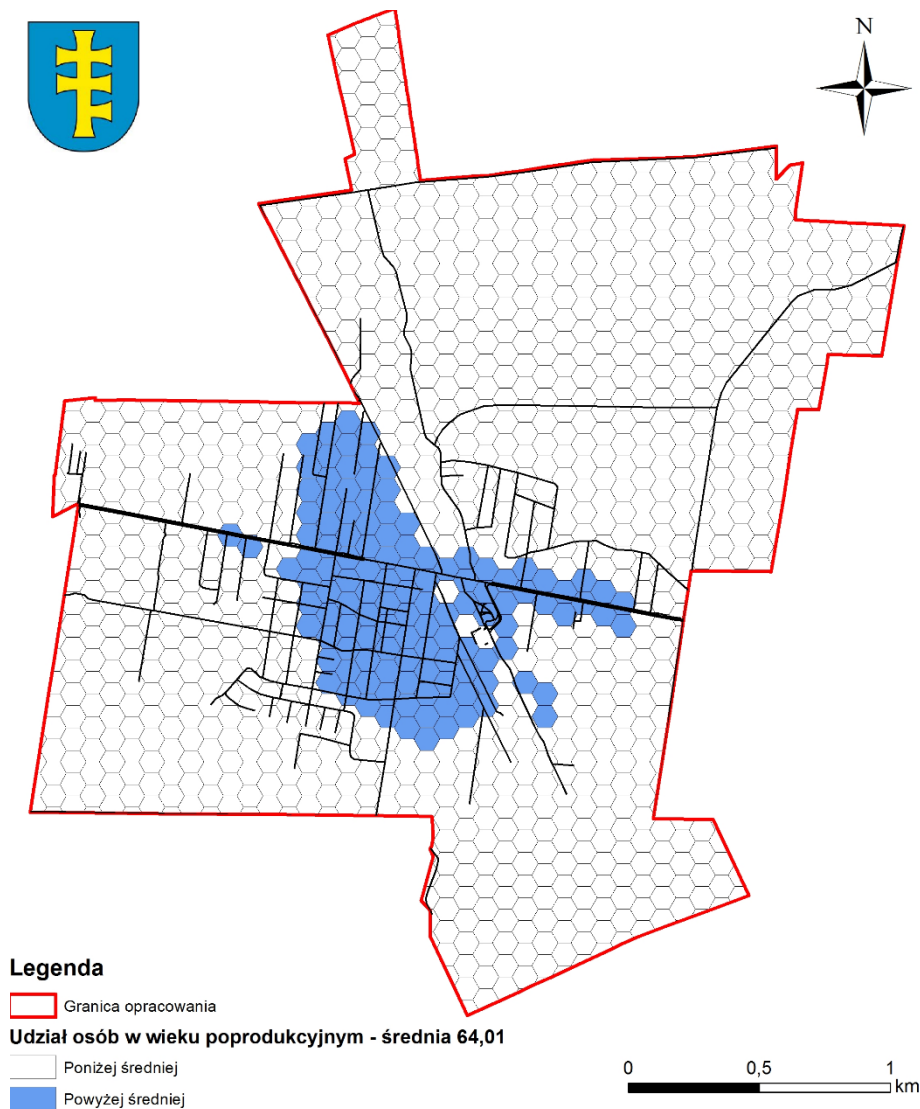 N
Legenda
Granica opracowania
Udział osób w wieku poprodukcyjnym - średnia 64,01
Poniżej średniej
Powyżej średniej
0 0,5 1
km